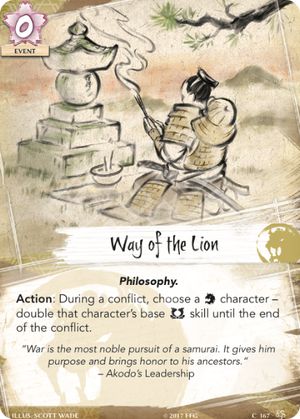 0
EVENT
Way of the Lion
Philosophy.
Action: During a conflict, choose a character –
double that character's base skill until the end
of the conflict.
"War is the most noble pursuit of a samurai. It gives him
purpose and brings honor to his ancestors."
– Akodo's Leadership
ILLUS: SCOTT WADE © 2017 FFG C 167